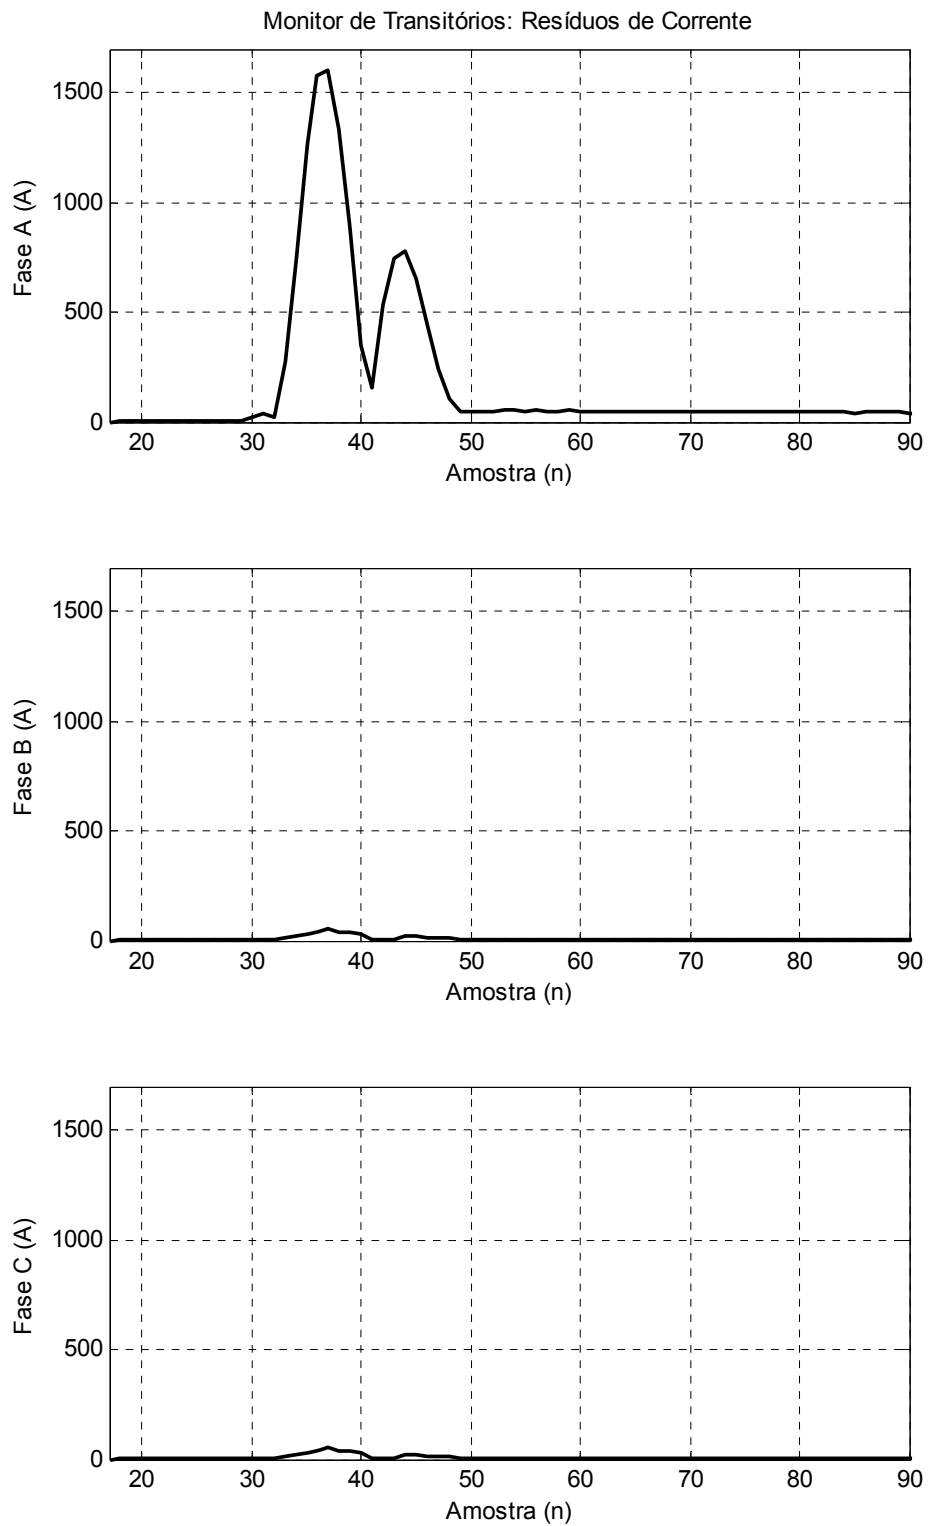 Monitor de Transitórios: Resíduos de Corrente
1500
1000
500
0
Fase A (A)
20 30 40 50 60 70 80 90
Amostra (n)
1500
1000
500
0
Fase B (A)
20 30 40 50 60 70 80 90
Amostra (n)
1500
1000
500
0
Fase C (A)
20 30 40 50 60 70 80 90
Amostra (n)